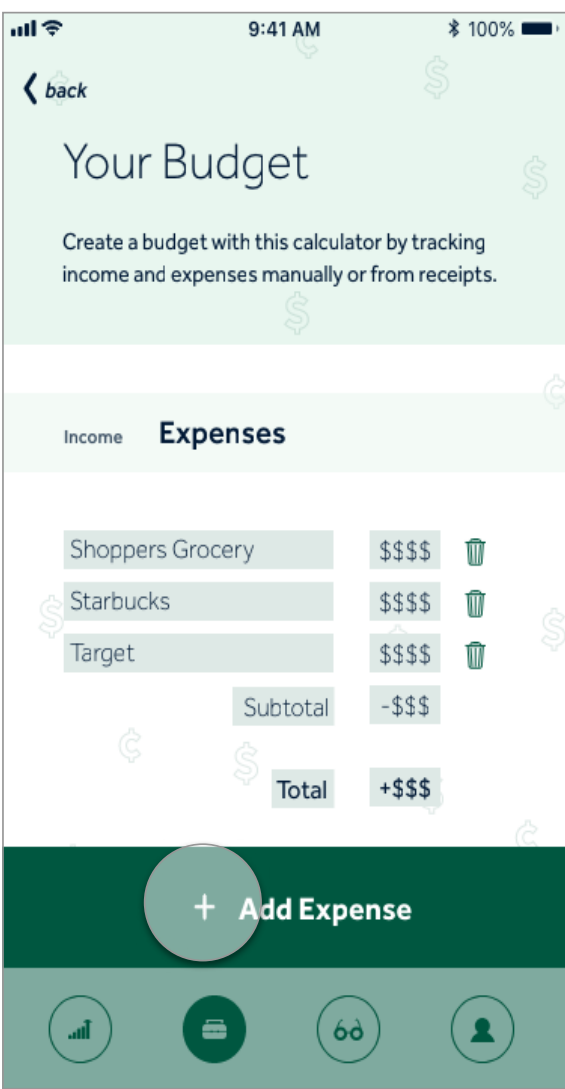 9:41 AM
100%
back
Your Budget
Create a budget with this calculator by tracking
income and expenses manually or from receipts.
Income Expenses
Shoppers Grocery $$$$
Starbucks $$$$
Target $$$$
Subtotal -$$$
Total +$$$
+ Add Expense